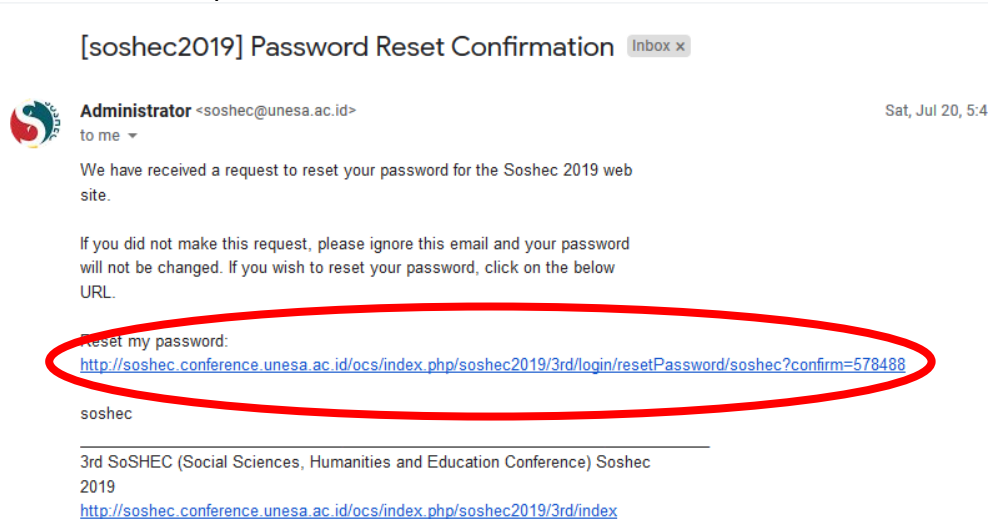 [soshec2019] Password Reset Confirmation Inbox x
Administrator <soshec@unesa.ac.id> Sat, Jul 20, 5:4
to me
We have received a request to reset your password for the Soshec 2019 web
site.
If you did not make this request, please ignore this email and your password
will not be changed. If you wish to reset your password, click on the below
URL.
Reset my password:
http://soshec.conference.unesa.ac.id/ocs/index.php/soshec2019/3rd/login/resetPassword/soshec?confirm=578488
soshec
3rd SoSHEC (Social Sciences, Humanities and Education Conference) Soshec
2019
http://soshec.conference.unesa.ac.id/ocs/index.php/soshec2019/3rd/index